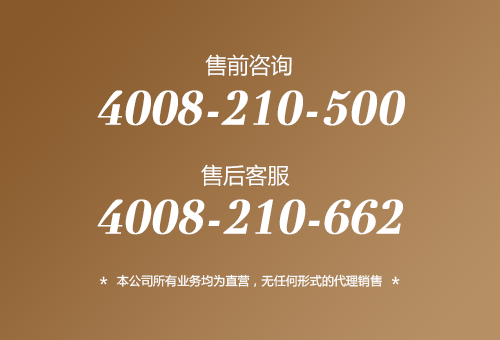 售前咨询
4008-210-500
售后客服
4008-210-662
* 本公司所有业务均为直营，无任何形式的代理销售 *